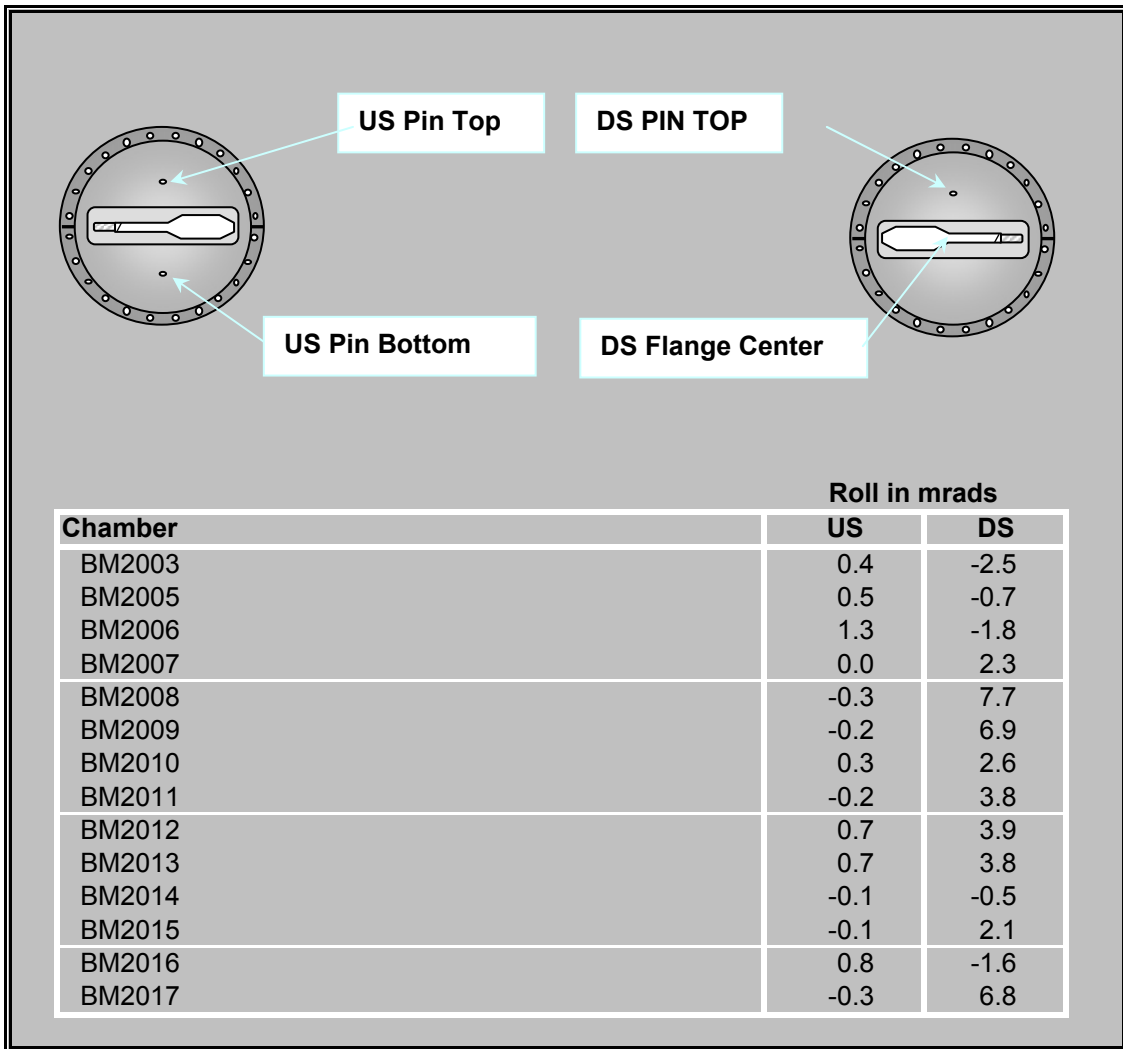 US Pin Top
DS PIN TOP
US Pin Bottom
DS Flange Center
Roll in mrads
Chamber US DS
BM2003 0.4 -2.5
BM2005 0.5 -0.7
BM2006 1.3 -1.8
BM2007 0.0 2.3
BM2008 -0.3 7.7
BM2009 -0.2 6.9
BM2010 0.3 2.6
BM2011 -0.2 3.8
BM2012 0.7 3.9
BM2013 0.7 3.8
BM2014 -0.1 -0.5
BM2015 -0.1 2.1
BM2016 0.8 -1.6
BM2017 -0.3 6.8